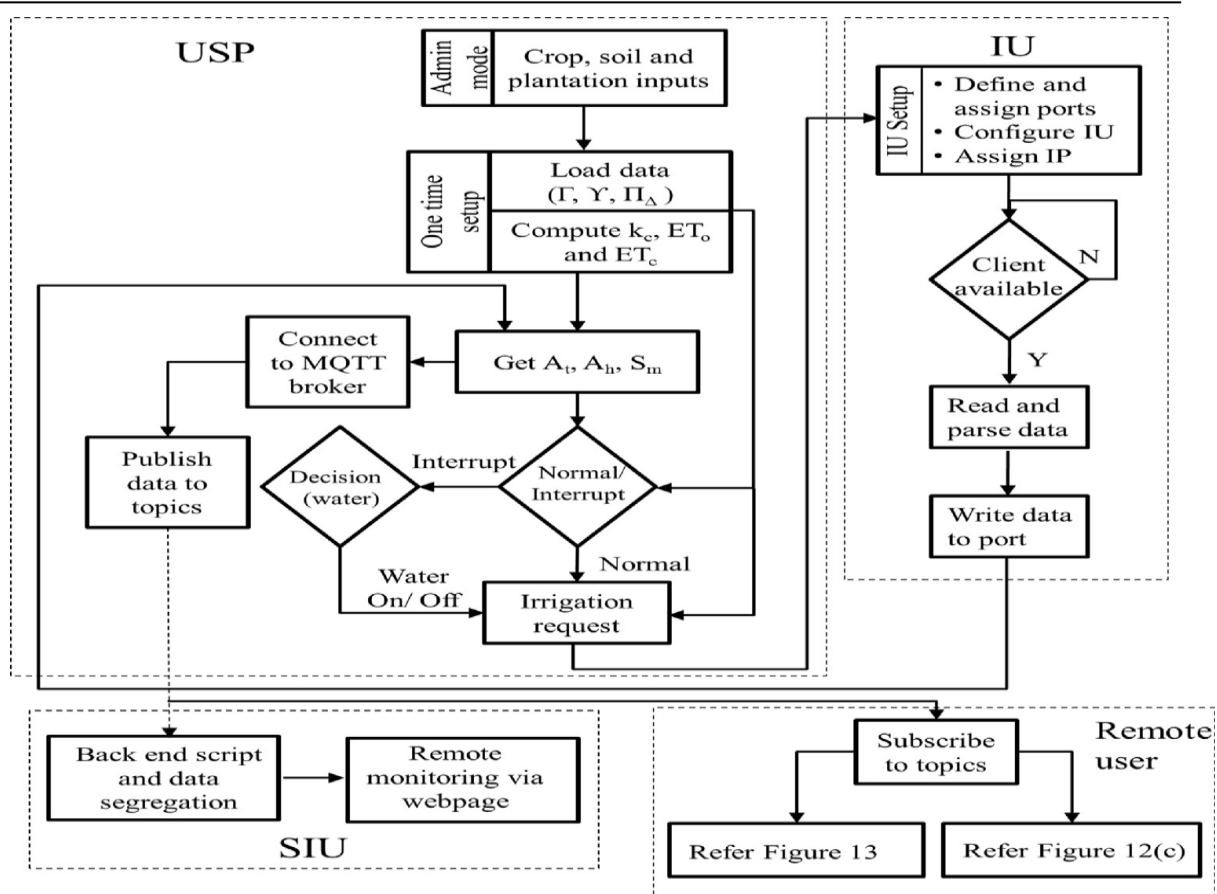 USP
Admin
mode
Crop, soil and
plantation inputs
One time
setup
Load data
(Γ, ϒ, Π_Δ )
Compute k_c, ET_o
and ET_c
Connect
to MQTT
broker
Get A_t, A_h, S_m
Publish
data to
topics
Decision
(water)
Interrupt
Normal/
Interrupt
Normal
Water
On/ Off
Irrigation
request
IU
IU Setup
• Define and
assign ports
• Configure IU
• Assign IP
Client
available
N
Y
Read and
parse data
Write data
to port
Back end script
and data
segregation
Remote
monitoring via
webpage
SIU
Subscribe
to topics
Remote
user
Refer Figure 13
Refer Figure 12(c)